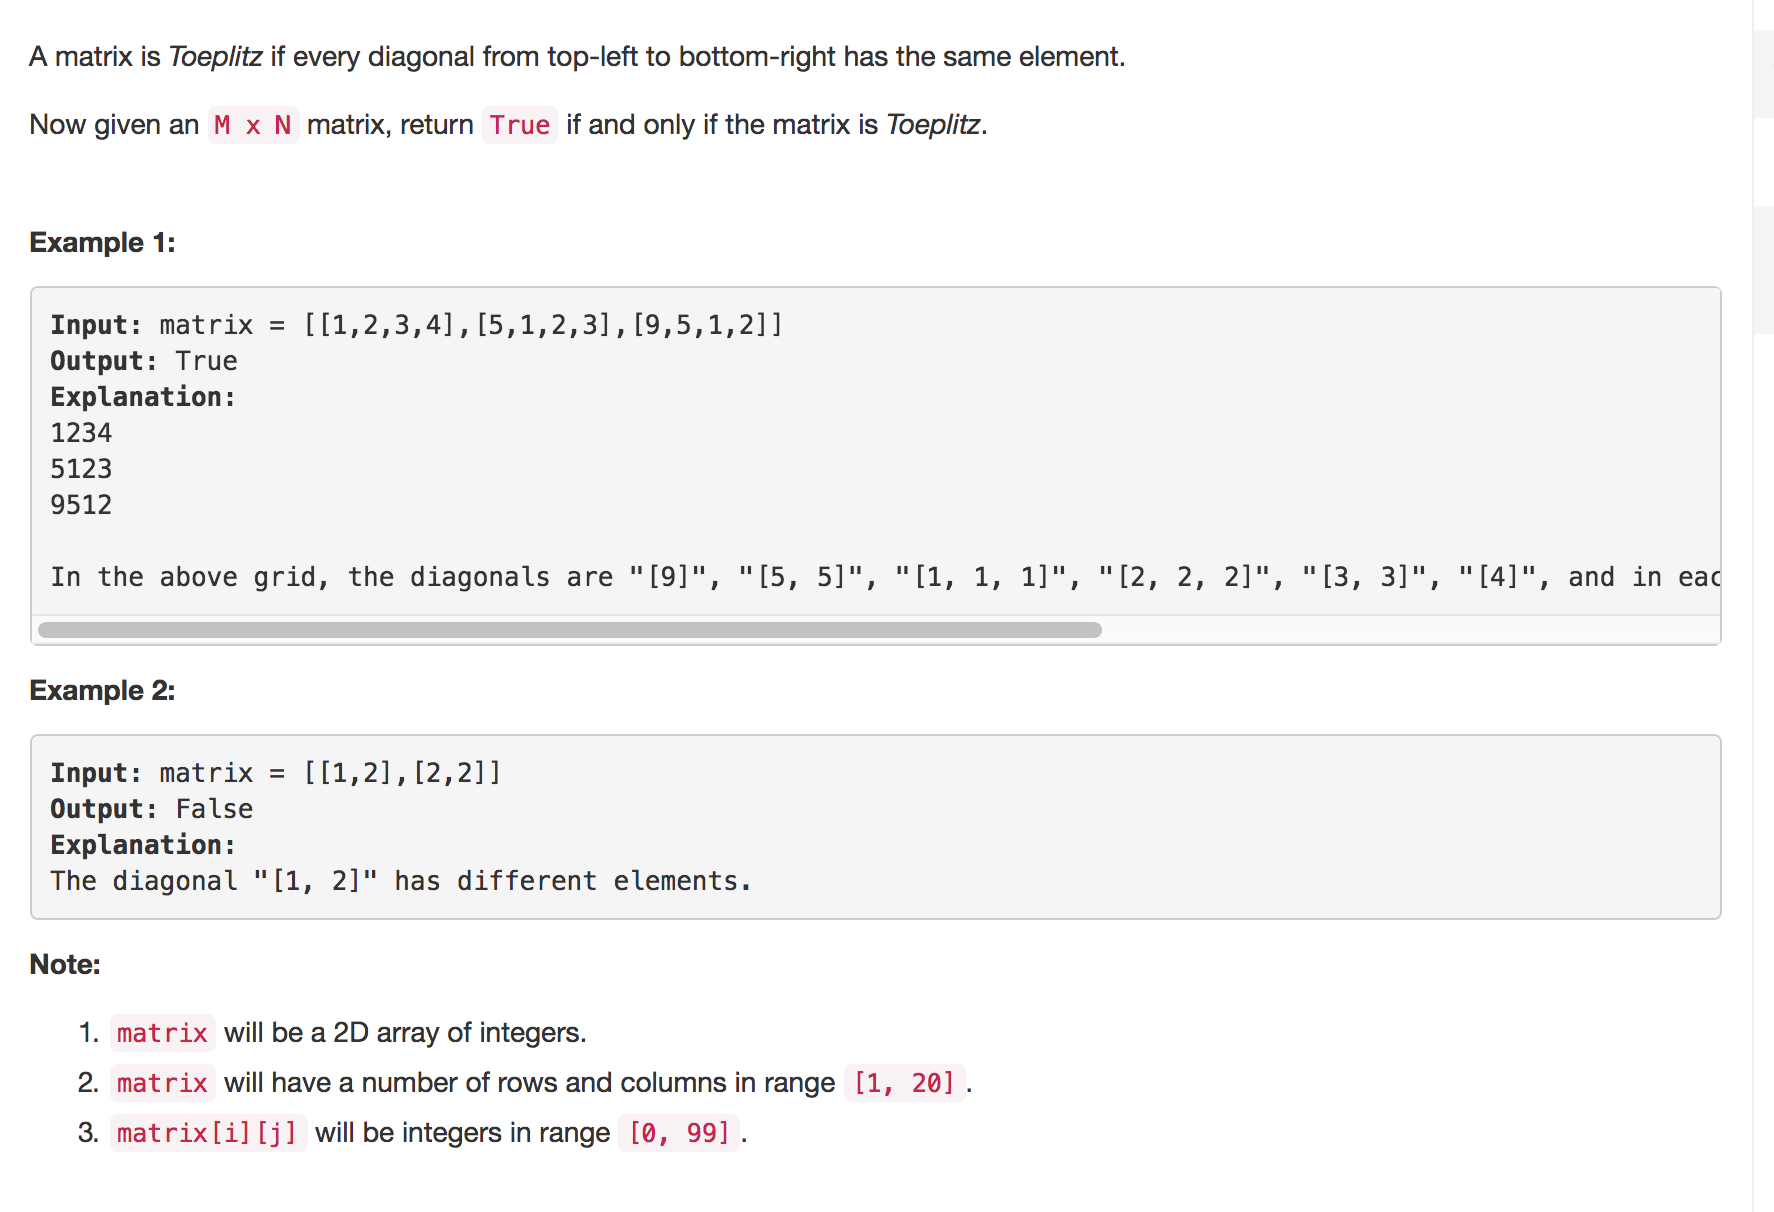 A matrix is Toeplitz if every diagonal from top-left to bottom-right has the same element.
Now given an M x N matrix, return True if and only if the matrix is Toeplitz.
Example 1:
Input: matrix = [[1,2,3,4],[5,1,2,3],[9,5,1,2]]
Output: True
Explanation:
1234
5123
9512
In the above grid, the diagonals are "[9]", "[5, 5]", "[1, 1, 1]", "[2, 2, 2]", "[3, 3]", "[4]", and in eac
Example 2:
Input: matrix = [[1,2],[2,2]]
Output: False
Explanation:
The diagonal "[1, 2]" has different elements.
Note:
1. matrix will be a 2D array of integers.
2. matrix will have a number of rows and columns in range [1, 20].
3. matrix[i][j] will be integers in range [0, 99].